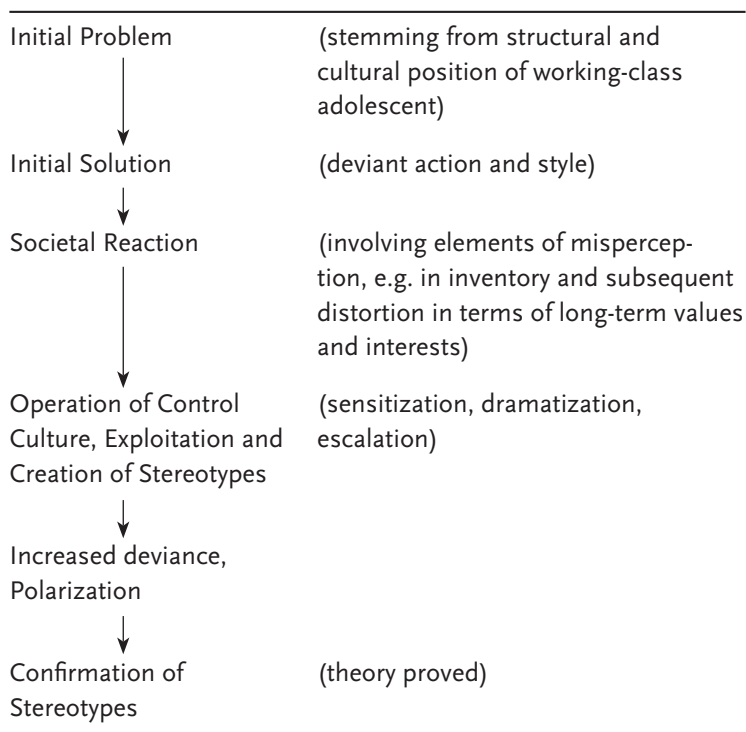 Initial Problem (stemming from structural and
cultural position of working-class
adolescent)
Initial Solution (deviant action and style)
Societal Reaction (involving elements of mispercep-
tion, e.g. in inventory and subsequent
distortion in terms of long-term values
and interests)
Operation of Control (sensitization, dramatization,
Culture, Exploitation and escalation)
Creation of Stereotypes
Increased deviance,
Polarization
Confirmation of (theory proved)
Stereotypes